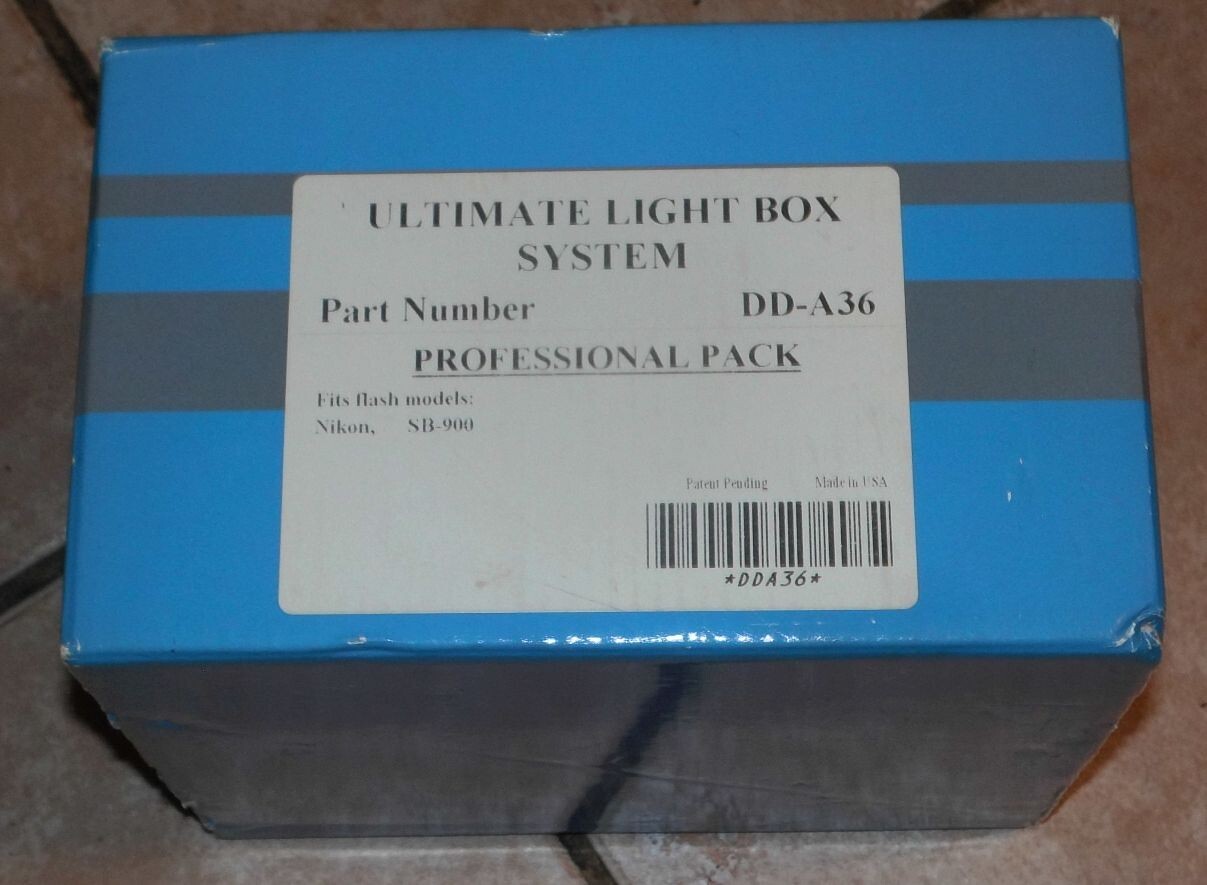 ULTIMATE LIGHT BOX
SYSTEM
Part Number DD-A36
PROFESSIONAL PACK
Fits flash models:
Nikon, SB-900
Patent Pending Made in USA
*DDA36*